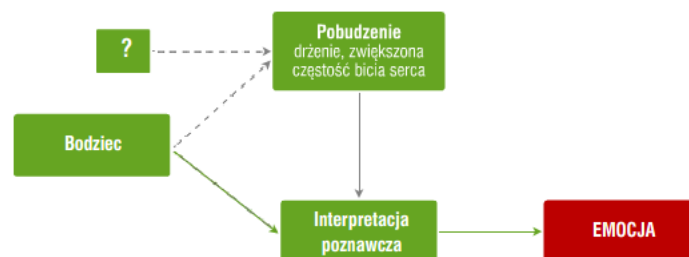 ?
Pobudzenie
drżenie, zwiększona
częstość bicia serca
Bodziec
Interpretacja
poznawcza
EMOCJA